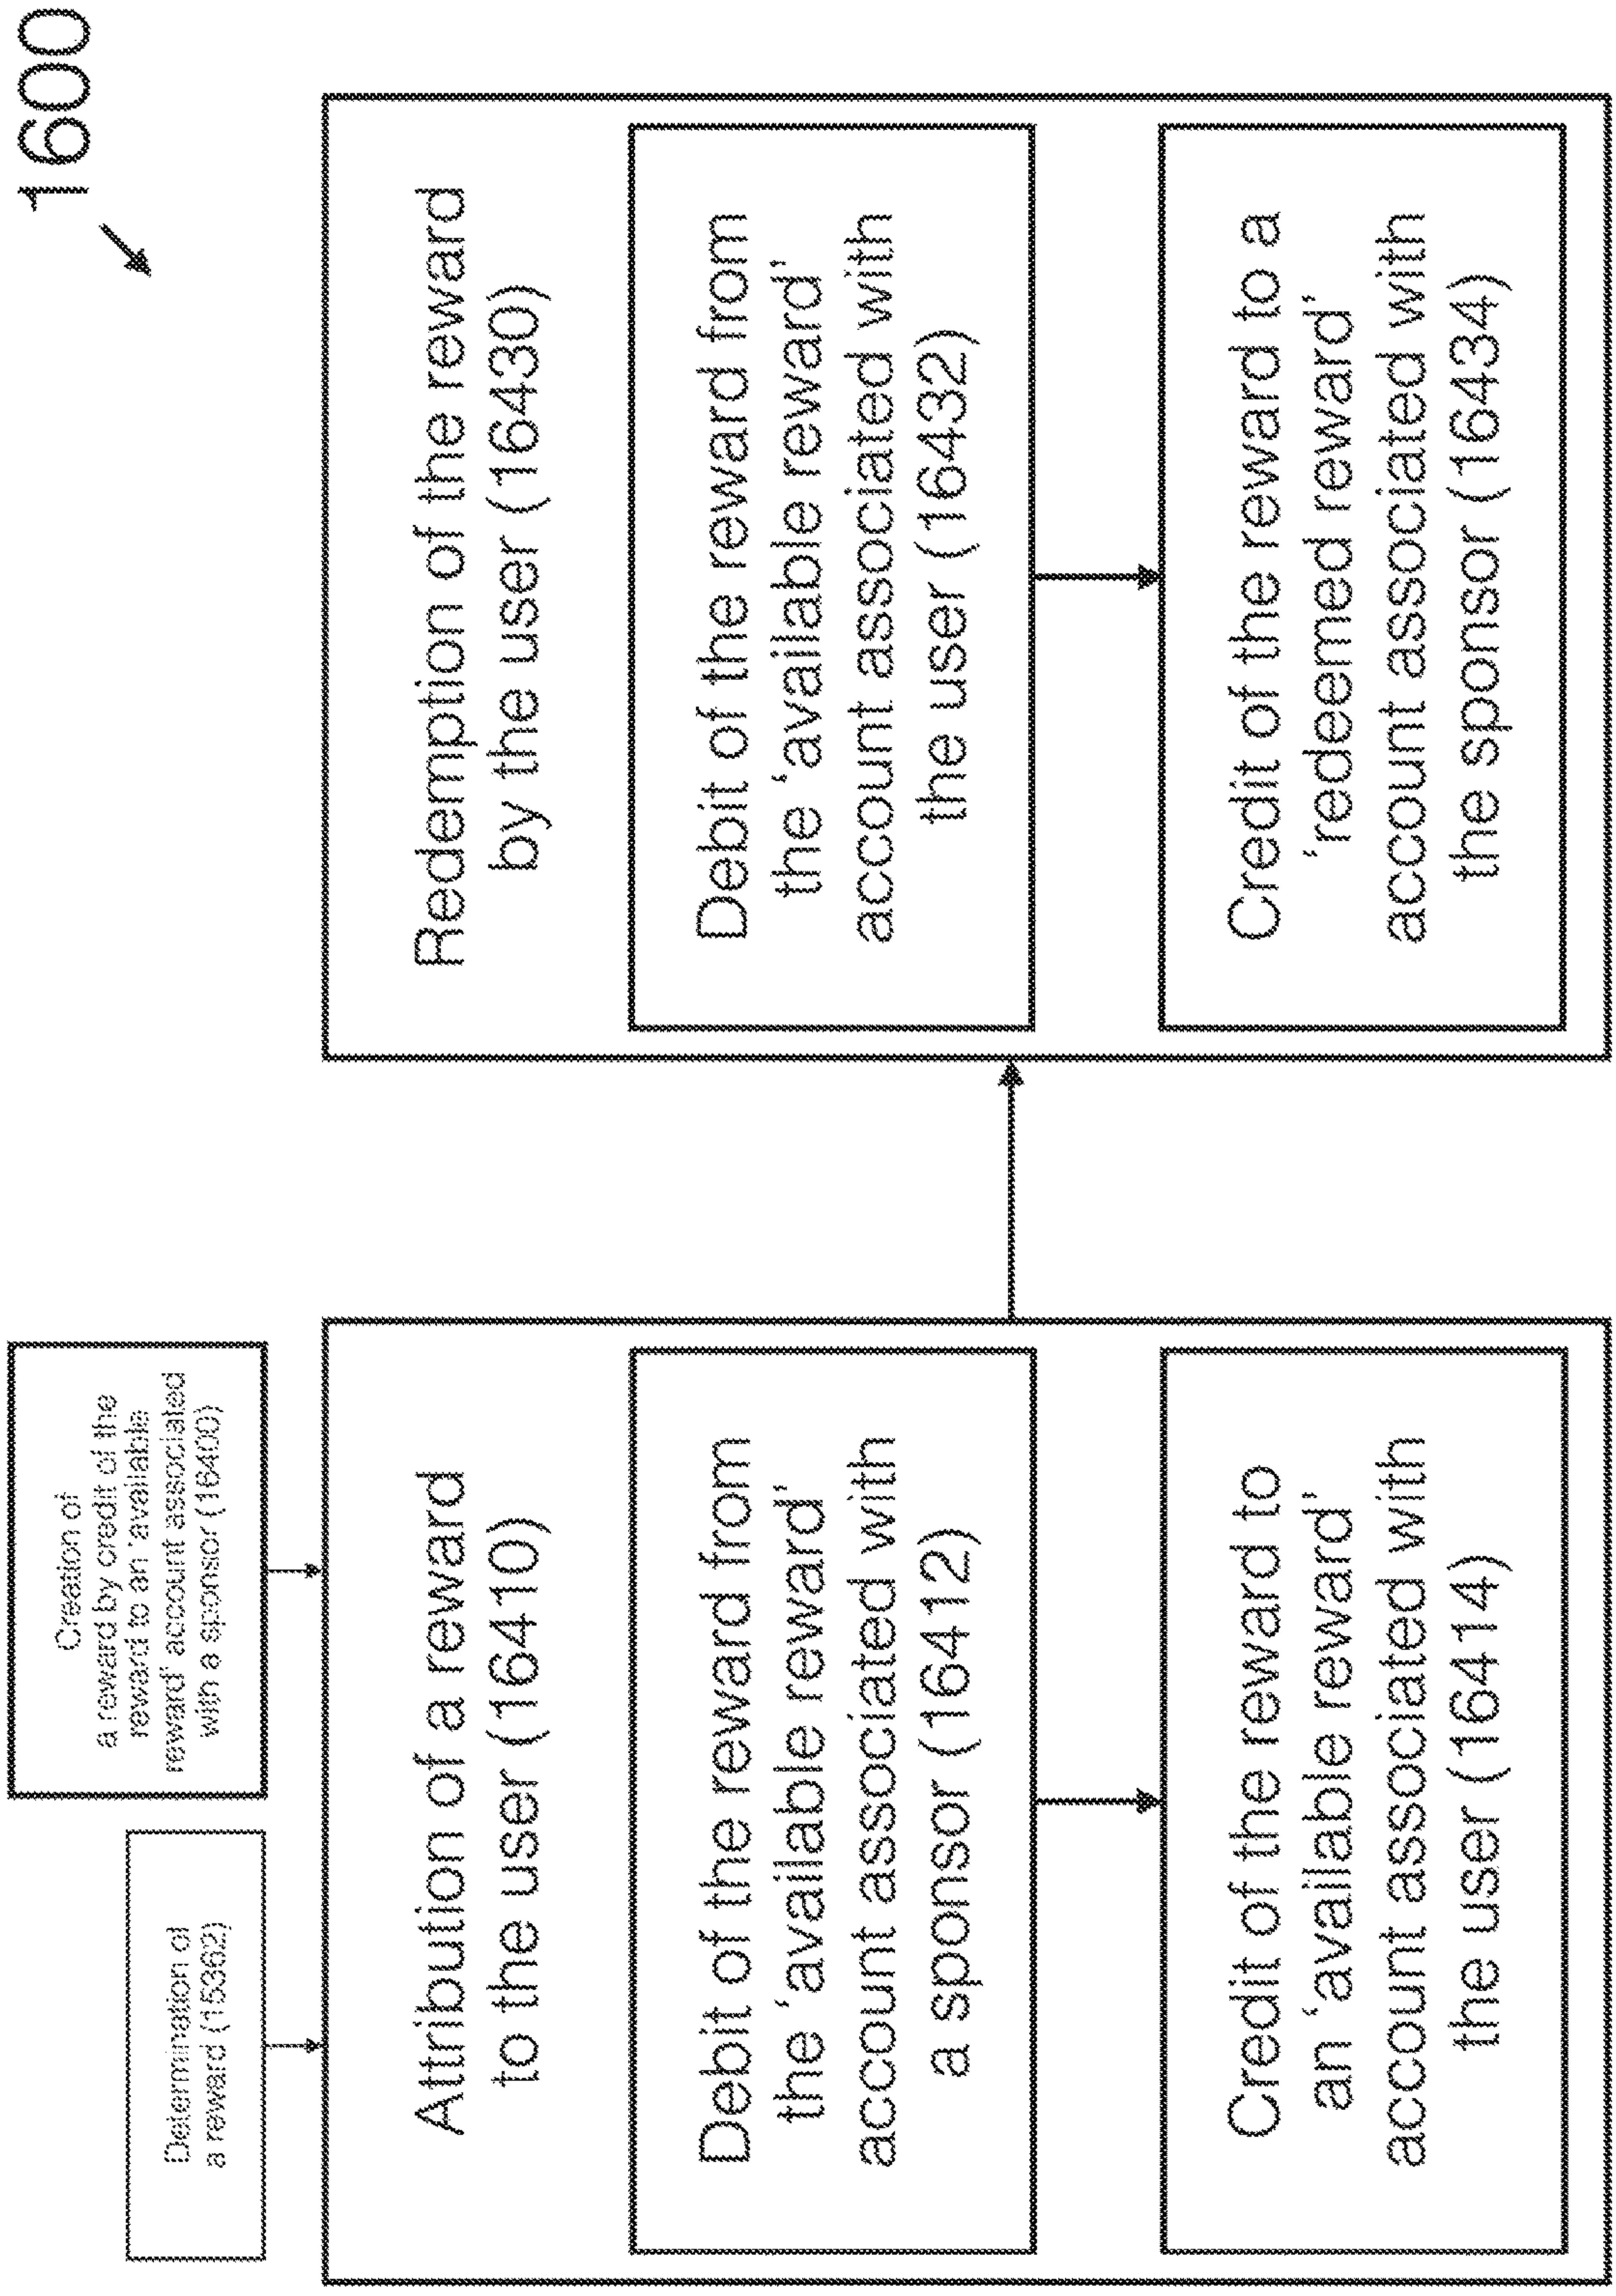 1600
Determination of
a reward (15362)
Creation of
a reward by credit of the
reward to an 'available
reward' account associated
with a sponsor (16400)
Attribution of a reward
to the user (16410)
Debit of the reward from
the 'available reward'
account associated with
a sponsor (16412)
Credit of the reward to
an 'available reward'
account associated with
the user (16414)
Redemption of the reward
by the user (16430)
Debit of the reward from
the 'available reward'
account associated with
the user (16432)
Credit of the reward to a
'redeemed reward'
account associated with
the sponsor (16434)